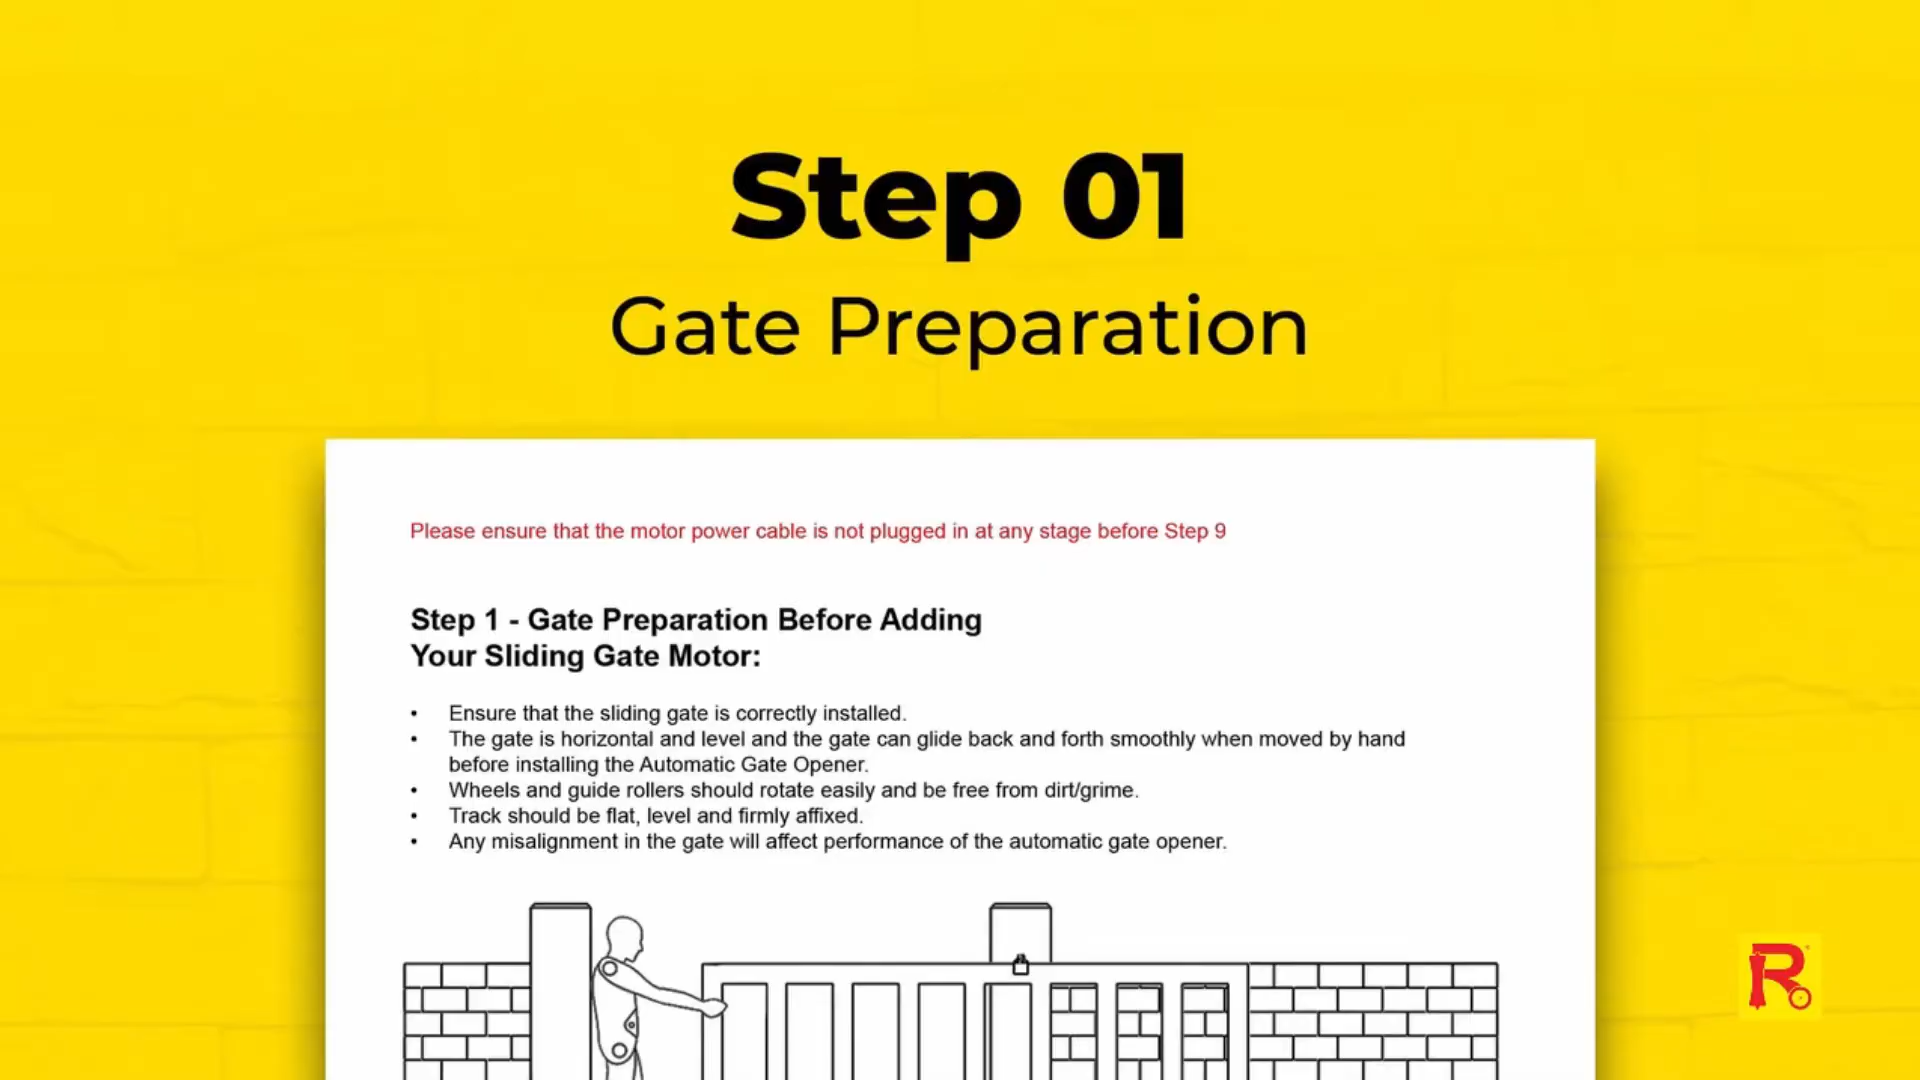 Step 01
Gate Preparation
Please ensure that the motor power cable is not plugged in at any stage before Step 9
Step 1 - Gate Preparation Before Adding
Your Sliding Gate Motor:
• Ensure that the sliding gate is correctly installed.
• The gate is horizontal and level and the gate can glide back and forth smoothly when moved by hand
before installing the Automatic Gate Opener.
• Wheels and guide rollers should rotate easily and be free from dirt/grime.
• Track should be flat, level and firmly affixed.
• Any misalignment in the gate will affect performance of the automatic gate opener.
R